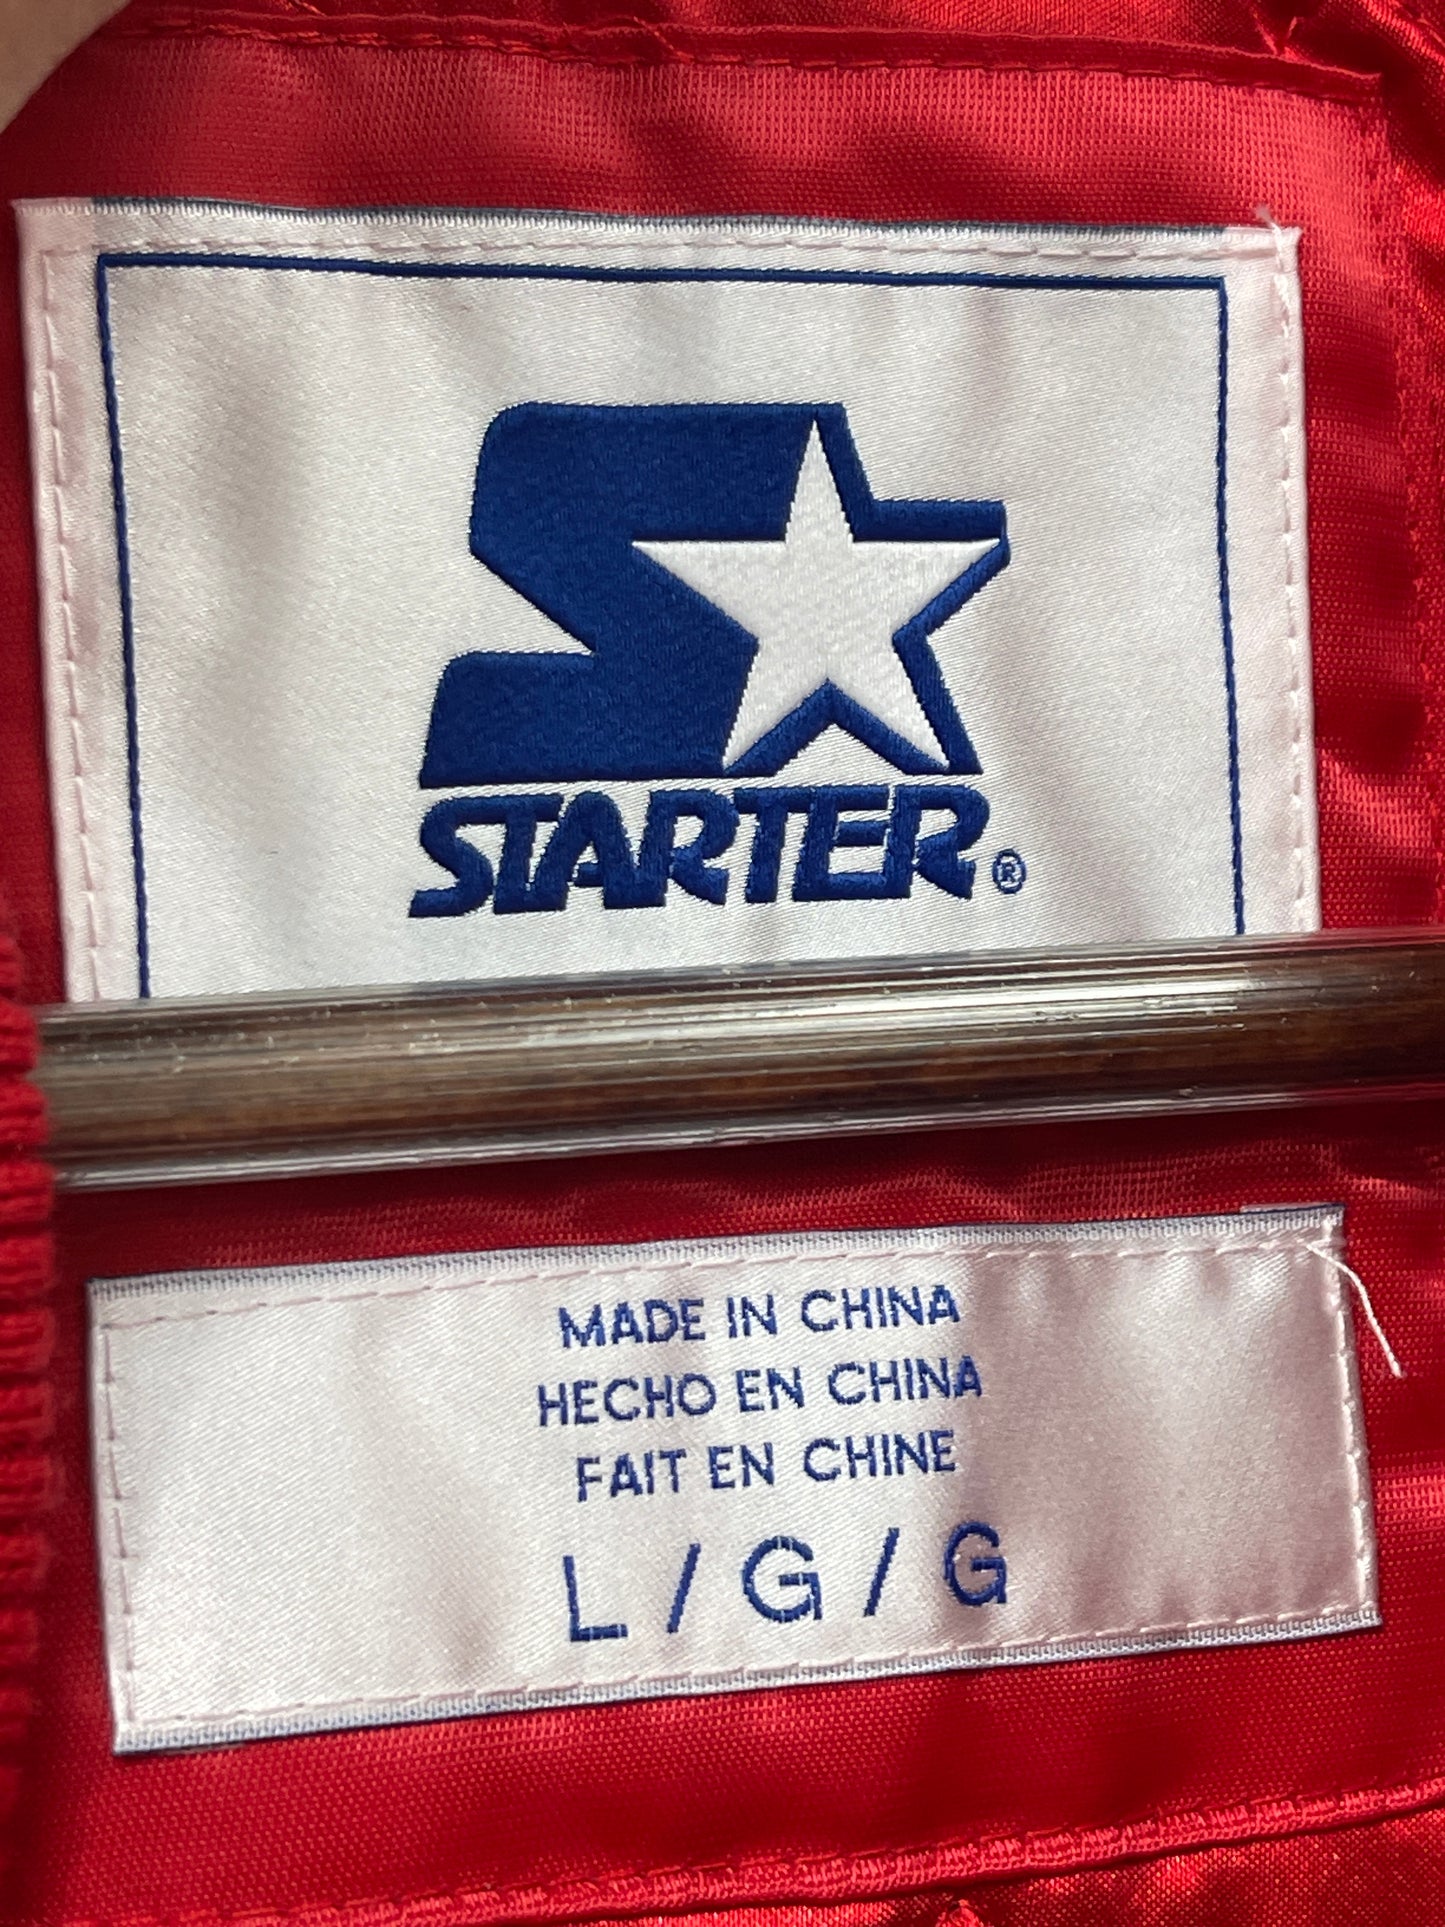 STARTER®
MADE IN CHINA
HECHO EN CHINA
FAIT EN CHINE
L / G / G